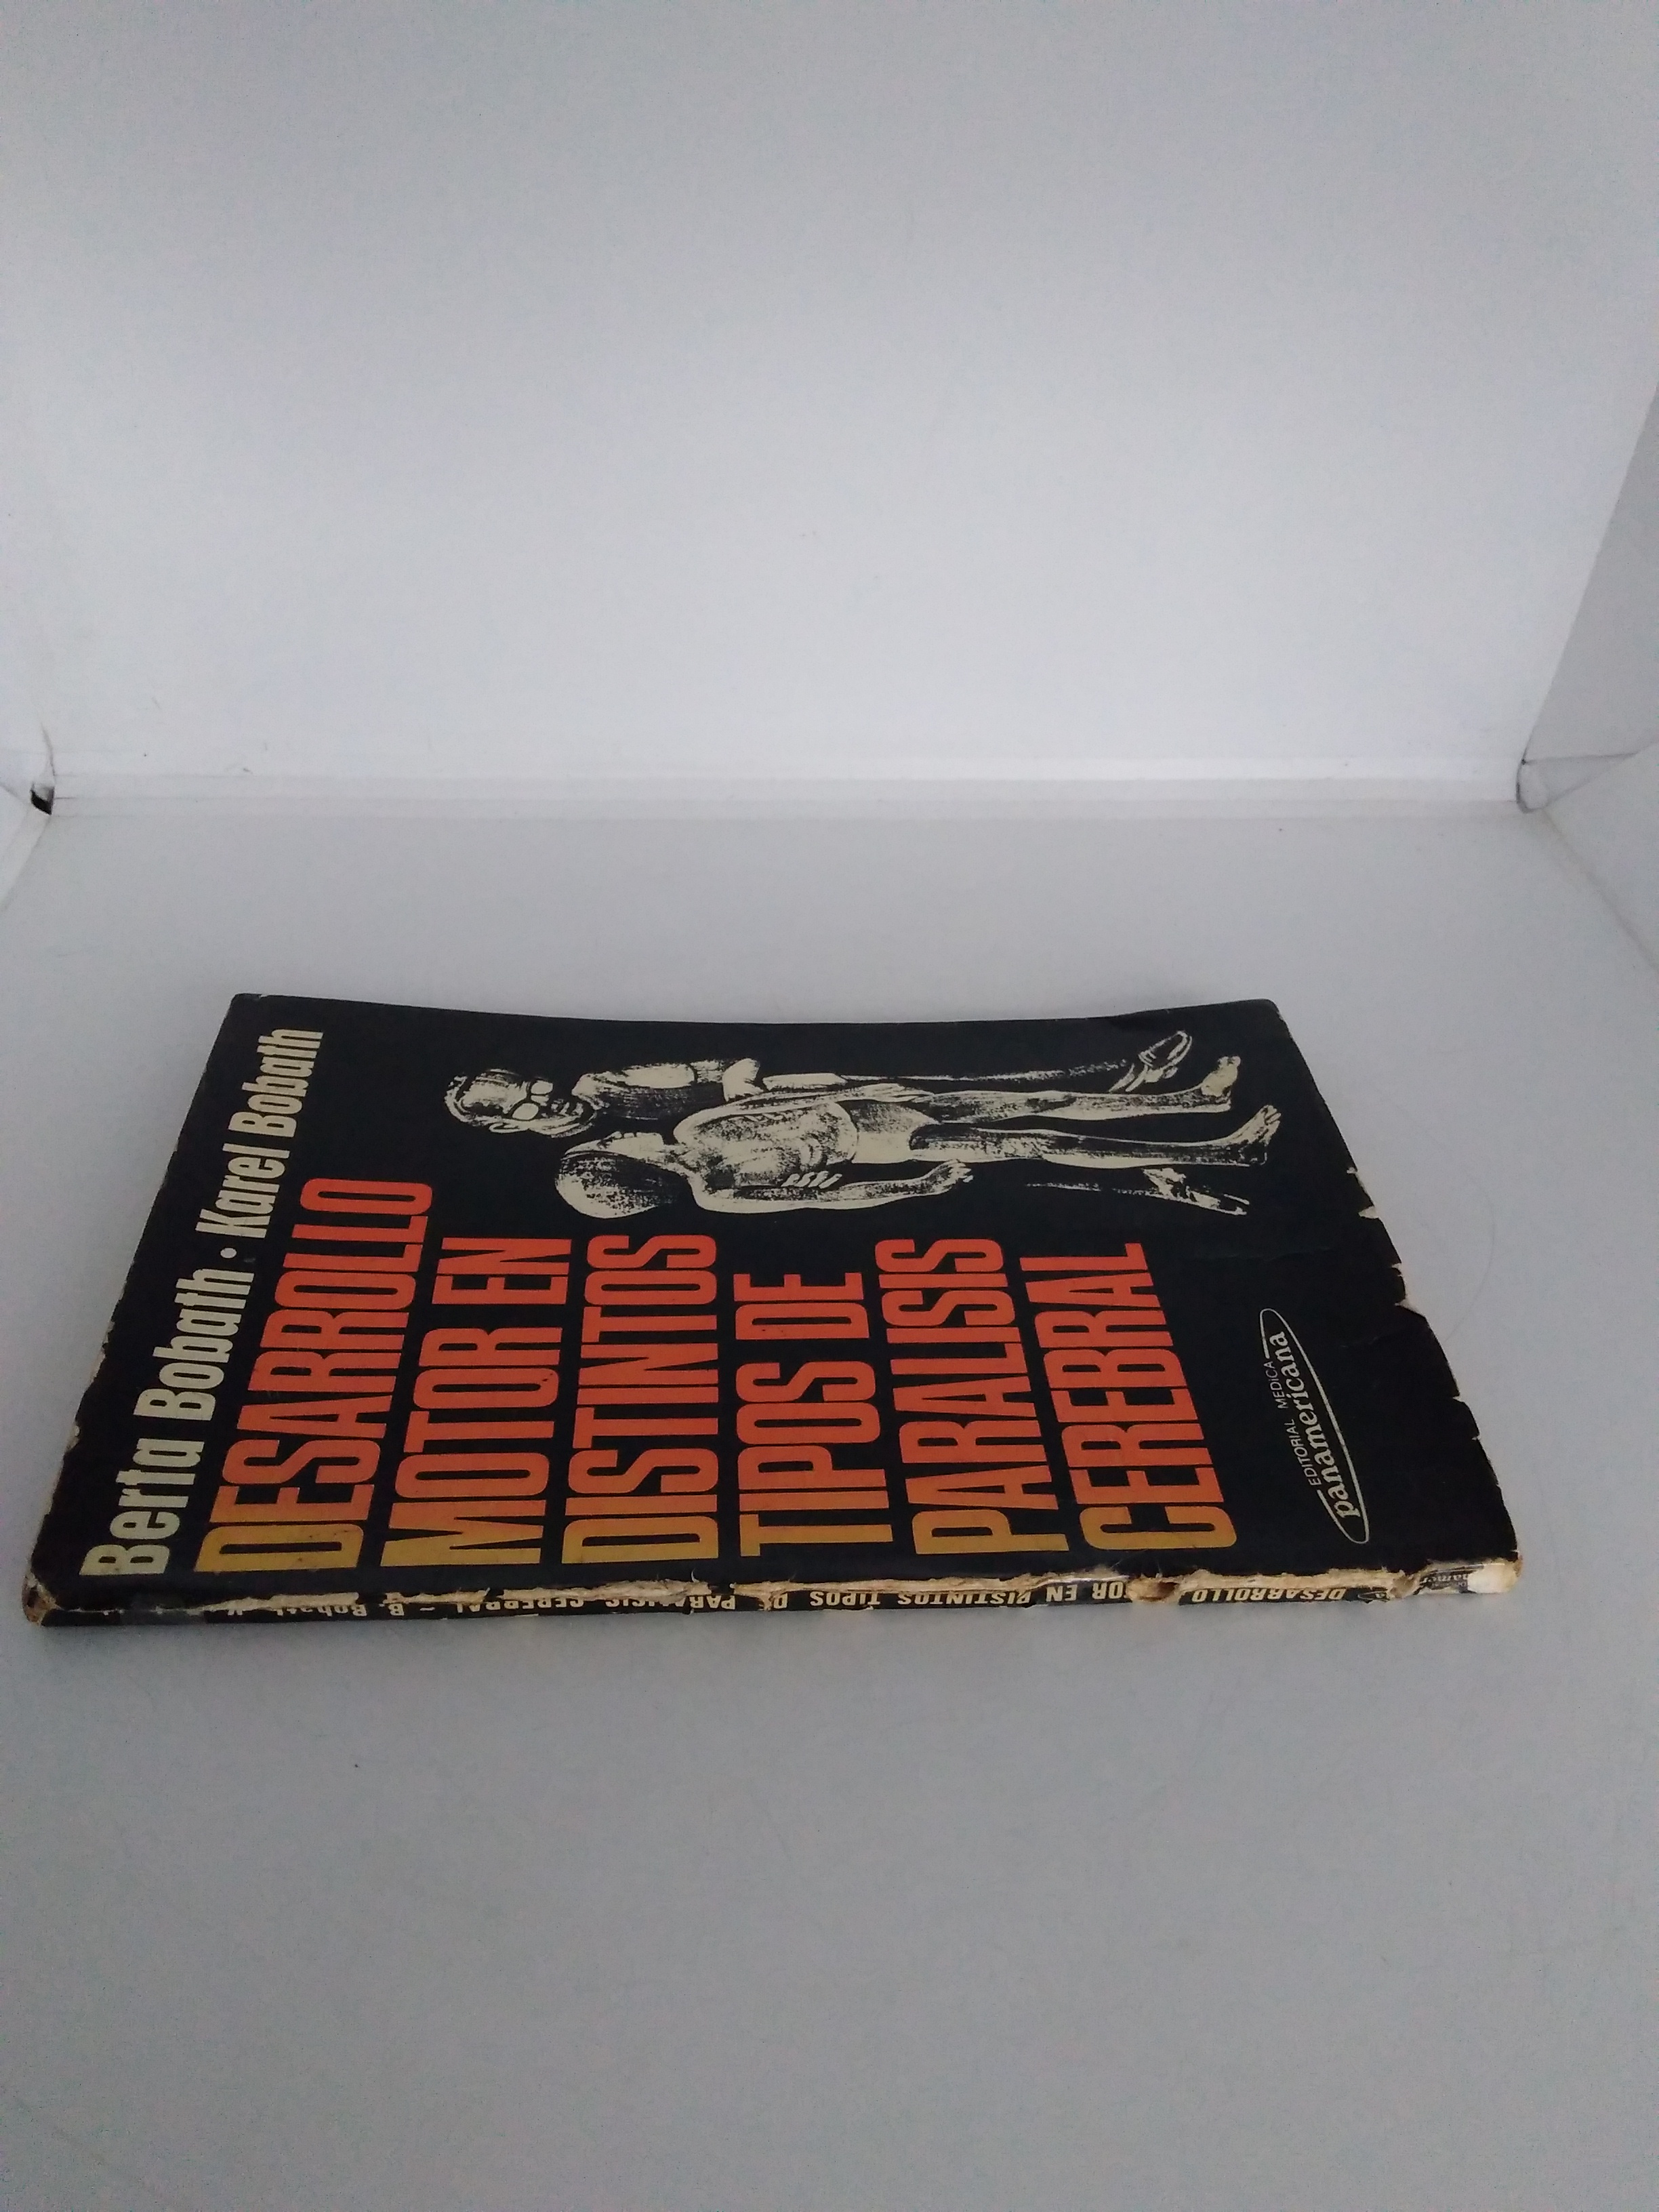 Berta Bobath · Karel Bobath
DESARROLLO
MOTOR EN
DISTINTOS
TIPOS DE
PARALISIS
CEREBRAL
EDITORIAL MEDICA
panamericana
DESARROLLO OR EN DISTINTOS TIPOS DE PARALISIS CEREBRAL - B. Bobath